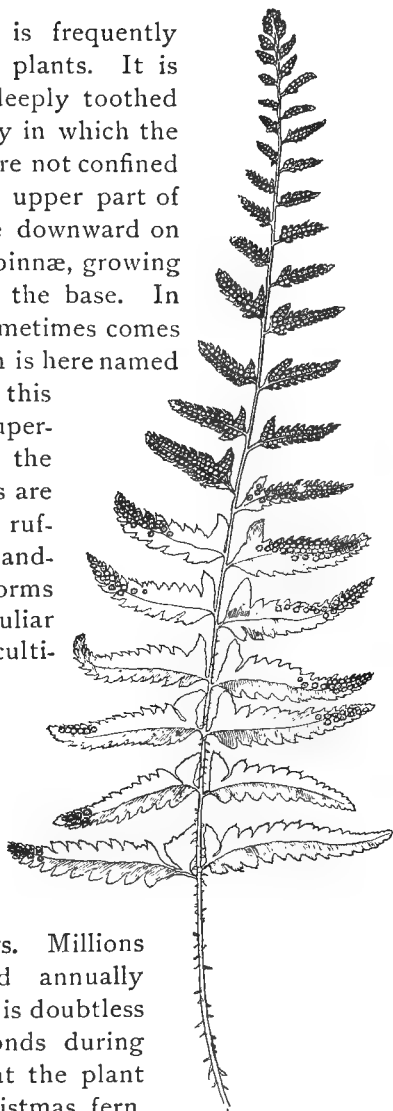 is frequently
plants. It is
deeply toothed
y in which the
re not confined
upper part of
e downward on
pinnæ, growing
the base. In
metimes comes
n is here named
this
uper-
the
s are
ruf-
and-
orms
uliar
culti-
rs. Millions
d annually
is doubtless
onds during
at the plant
istmas fern.